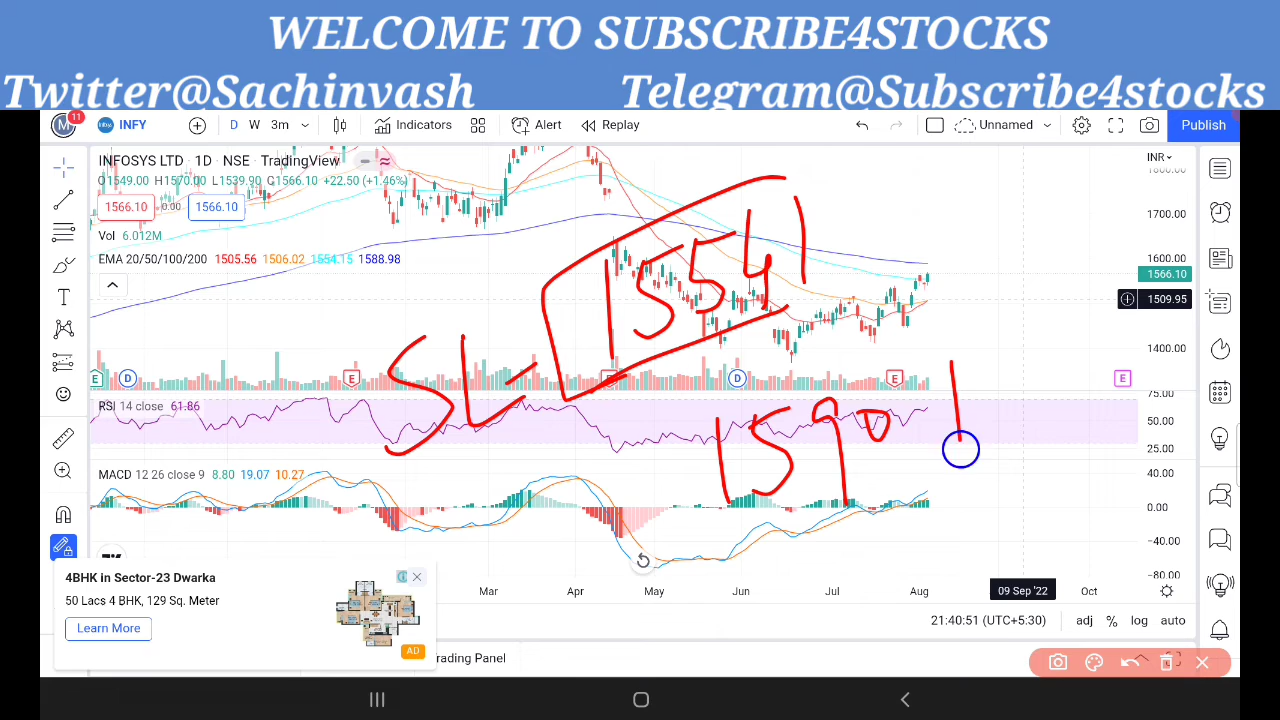 WELCOME TO SUBSCRIBE4STOCKS
Twitter@Sachinvash Telegram@Subscribe4stocks
M 11 INFY D W 3m Indicators Alert Replay Unnamed Publish
INFOSYS LTD · 1D · NSE · TradingView
O1549.00 H1570.00 L1539.90 C1566.10 +22.50 (+1.46%)
1566.10 0.00 1566.10
Vol 6.012M
EMA 20/50/100/200 1505.56 1506.02 1554.15 1588.98
INR
1800.00
1700.00
1600.00
1566.10
1509.95
1400.00
1554
SL-
1590
E D E E D E E
RSI 14 close 61.86
75.00
50.00
25.00
MACD 12 26 close 9 8.80 19.07 10.27
40.00
0.00
−40.00
−80.00
Mar Apr May Jun Jul Aug 09 Sep '22 Oct
21:40:51 (UTC+5:30) adj % log auto
4BHK in Sector-23 Dwarka
50 Lacs 4 BHK, 129 Sq. Meter
Learn More
AD
rading Panel